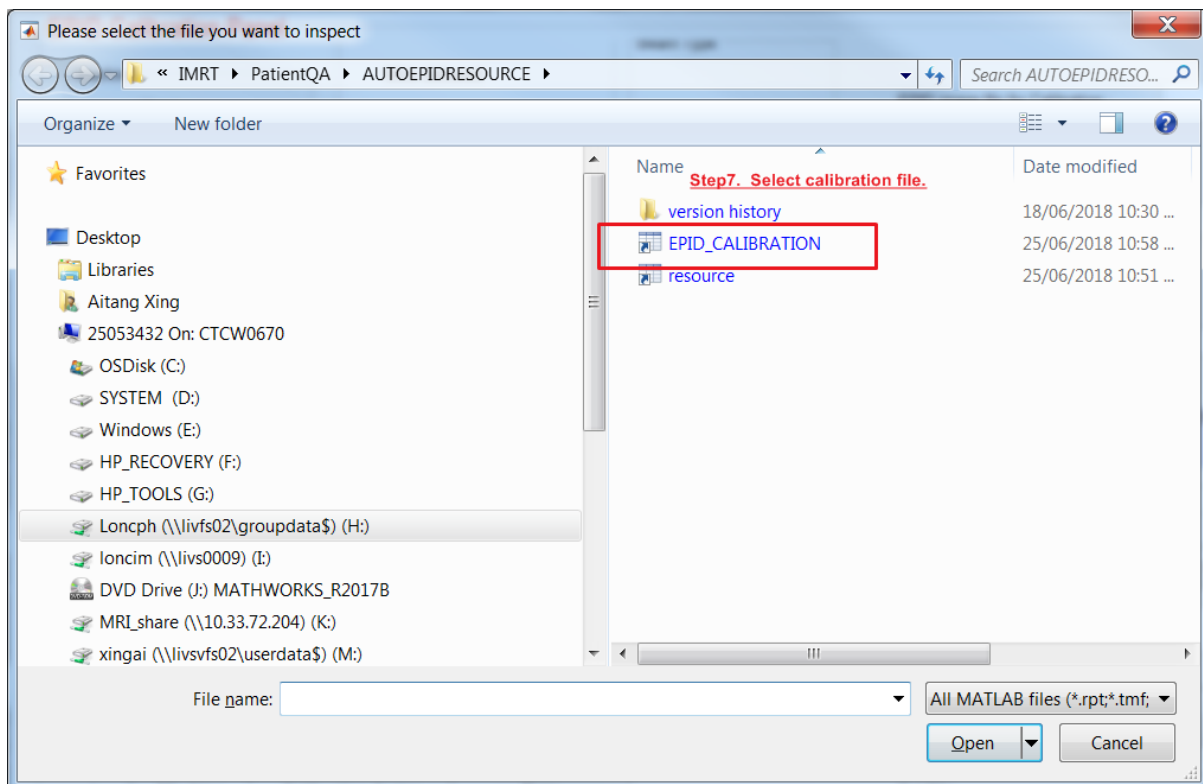 Please select the file you want to inspect
« IMRT ▸ PatientQA ▸ AUTOEPIDRESOURCE ▸
Search AUTOEPIDRESO...
Organize
New folder
Favorites
Desktop
Libraries
Aitang Xing
25053432 On: CTCW0670
OSDisk (C:)
SYSTEM (D:)
Windows (E:)
HP_RECOVERY (F:)
HP_TOOLS (G:)
Loncph (\\livfs02\groupdata$) (H:)
loncim (\\livs0009) (I:)
DVD Drive (J:) MATHWORKS_R2017B
MRI_share (\\10.33.72.204) (K:)
xingai (\\livsvfs02\userdata$) (M:)
Name Date modified
Step7. Select calibration file.
version history 18/06/2018 10:30 ...
EPID_CALIBRATION 25/06/2018 10:58 ...
resource 25/06/2018 10:51 ...
File name:
All MATLAB files (*.rpt;*.tmf;
Open
Cancel